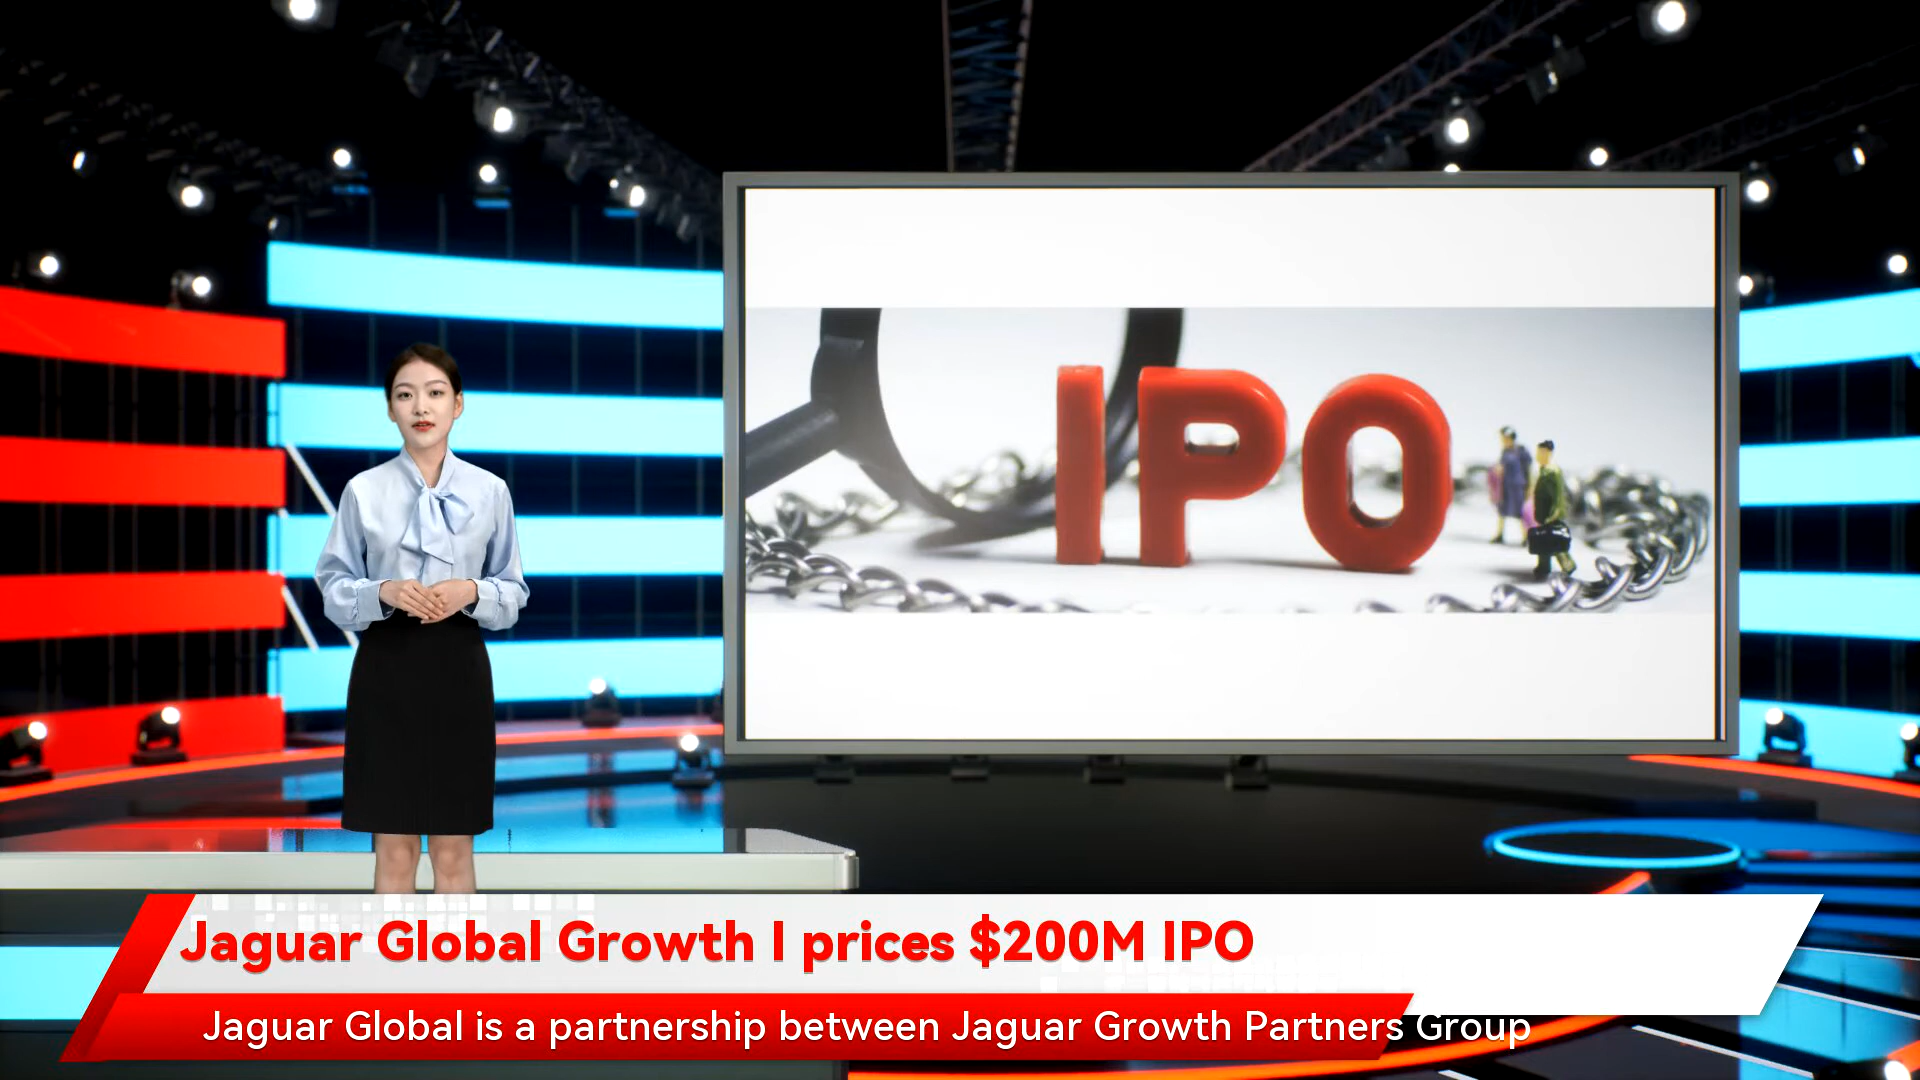 IPO
Jaguar Global Growth I prices $200M IPO
Jaguar Global is a partnership between Jaguar Growth Partners Group